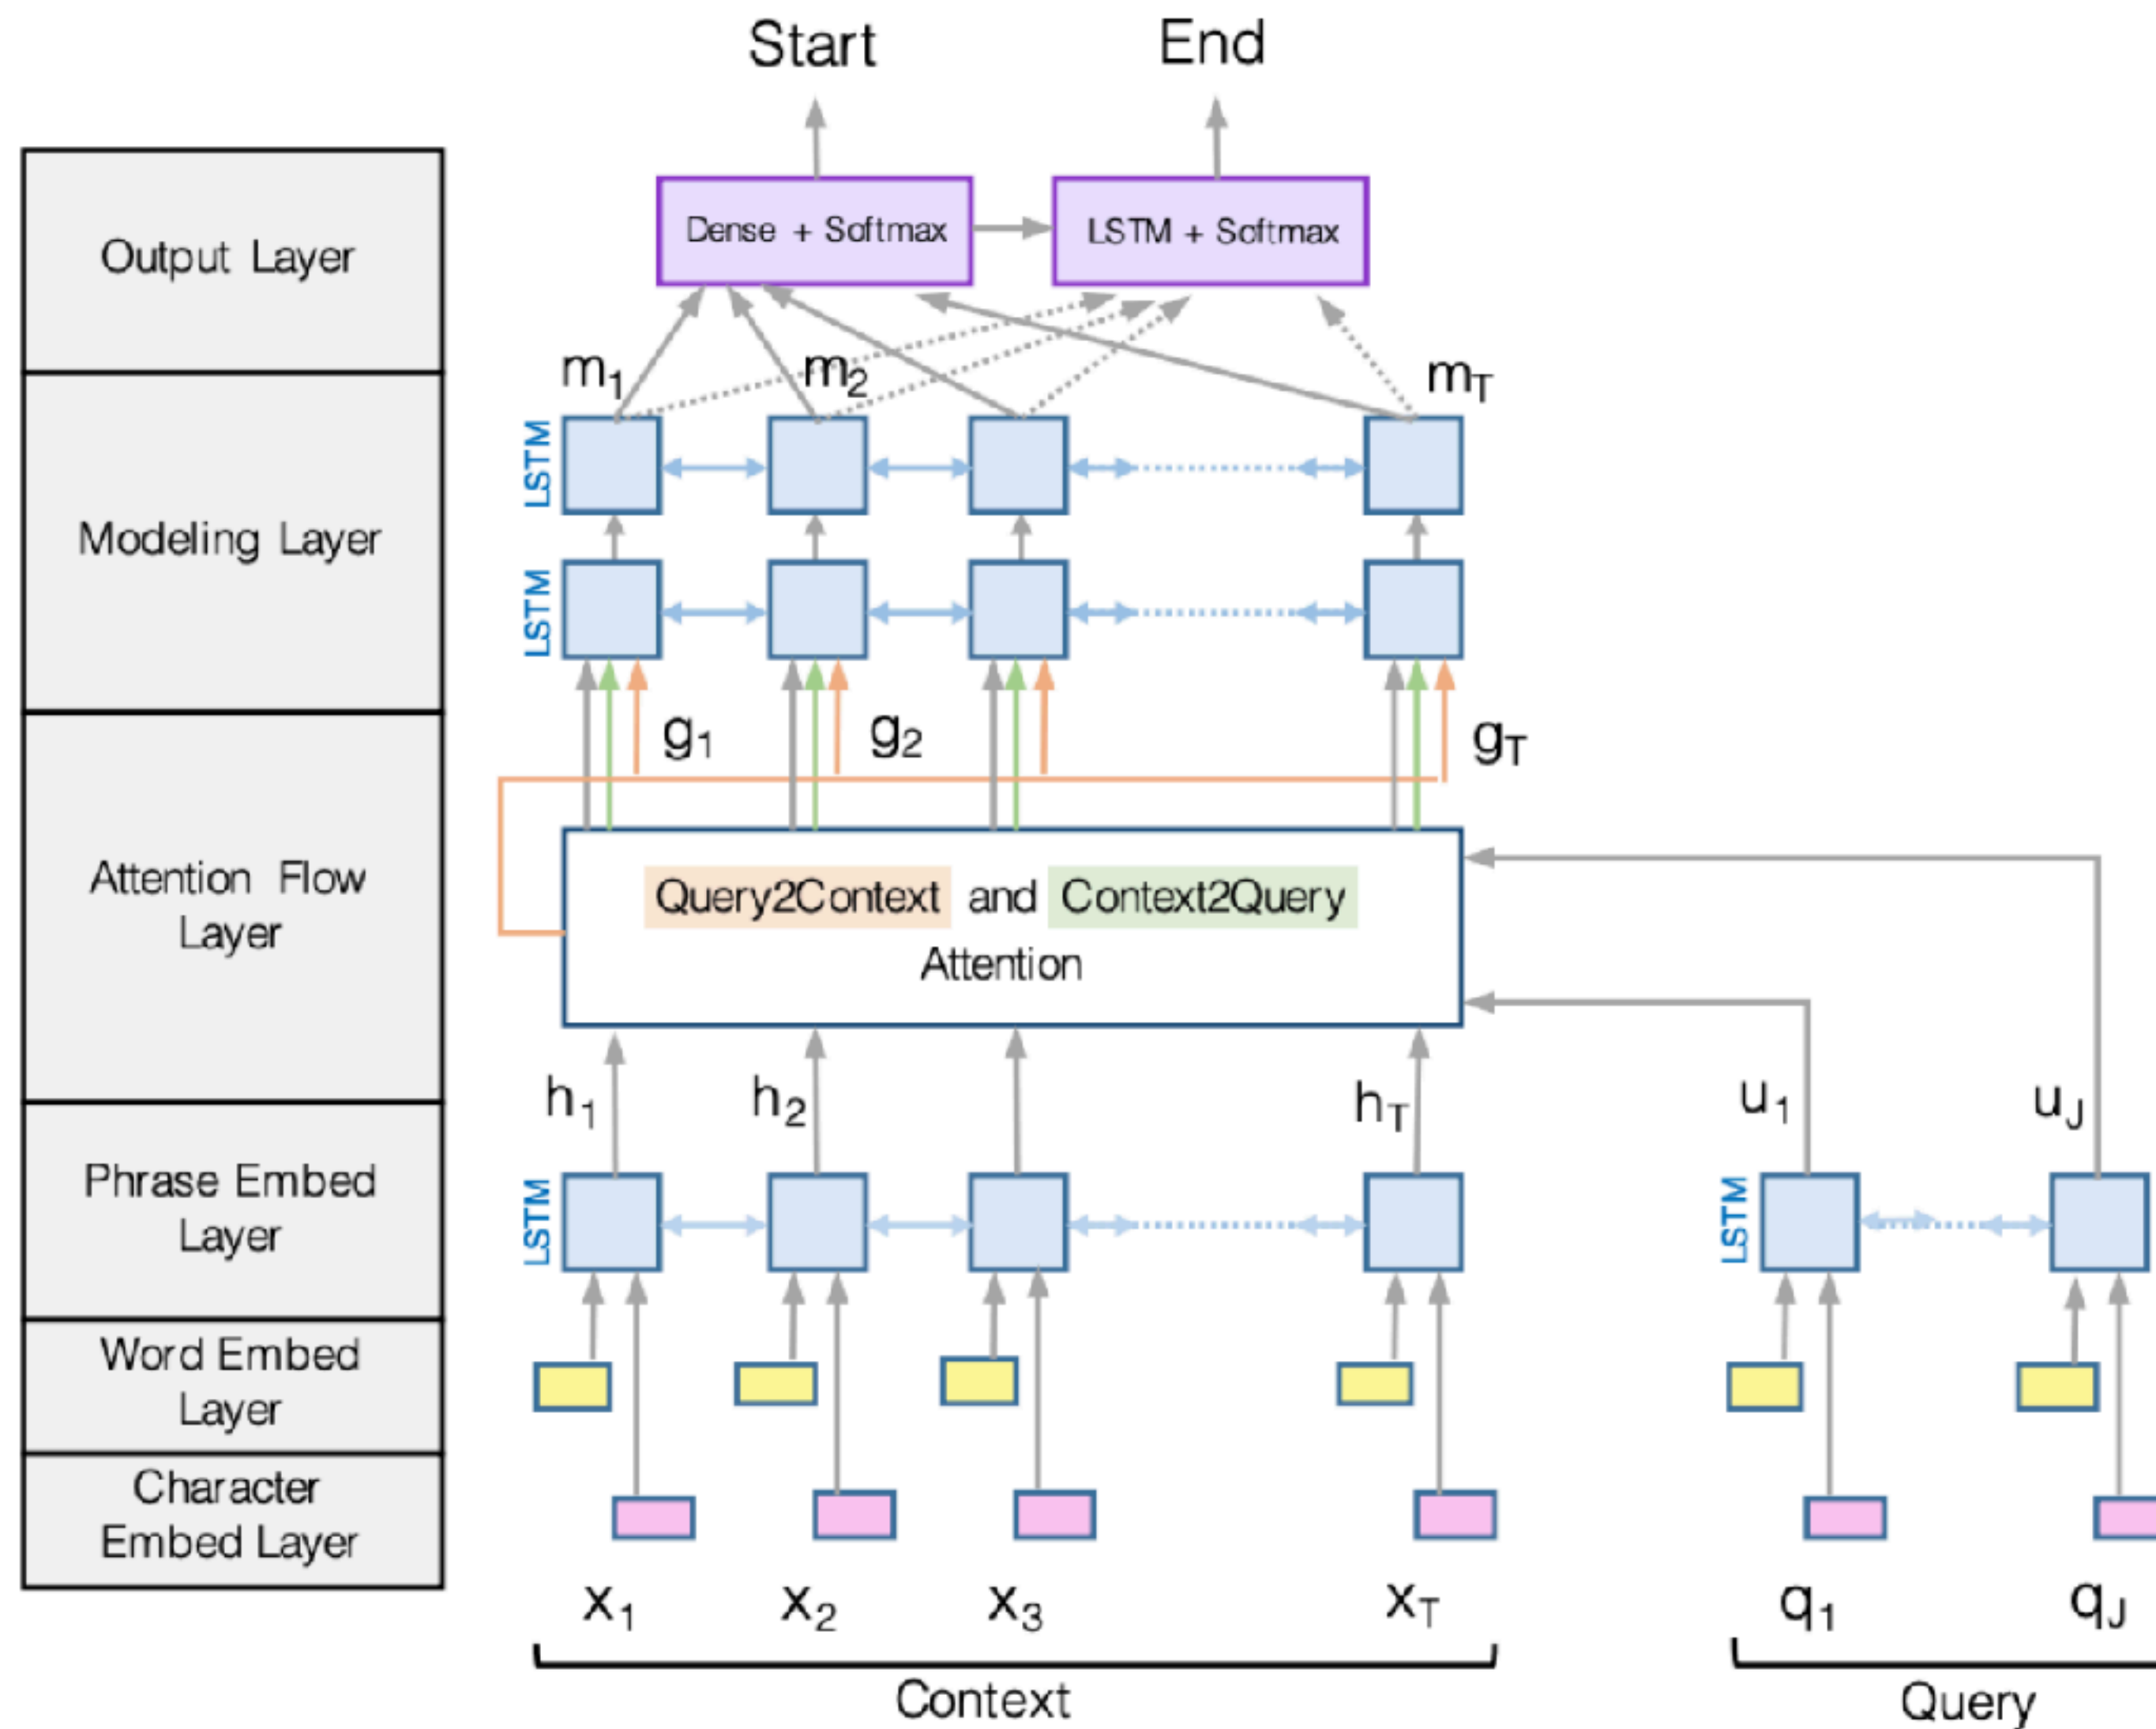 Start End
Output Layer
Dense + Softmax
LSTM + Softmax
m1 m2 mT
Modeling Layer
LSTM
LSTM
g1 g2 gT
Attention Flow
Layer
Query2Context and Context2Query
Attention
h1 h2 hT u1 uJ
Phrase Embed
Layer
LSTM
LSTM
Word Embed
Layer
Character
Embed Layer
x1 x2 x3 xT q1 qJ
Context
Query